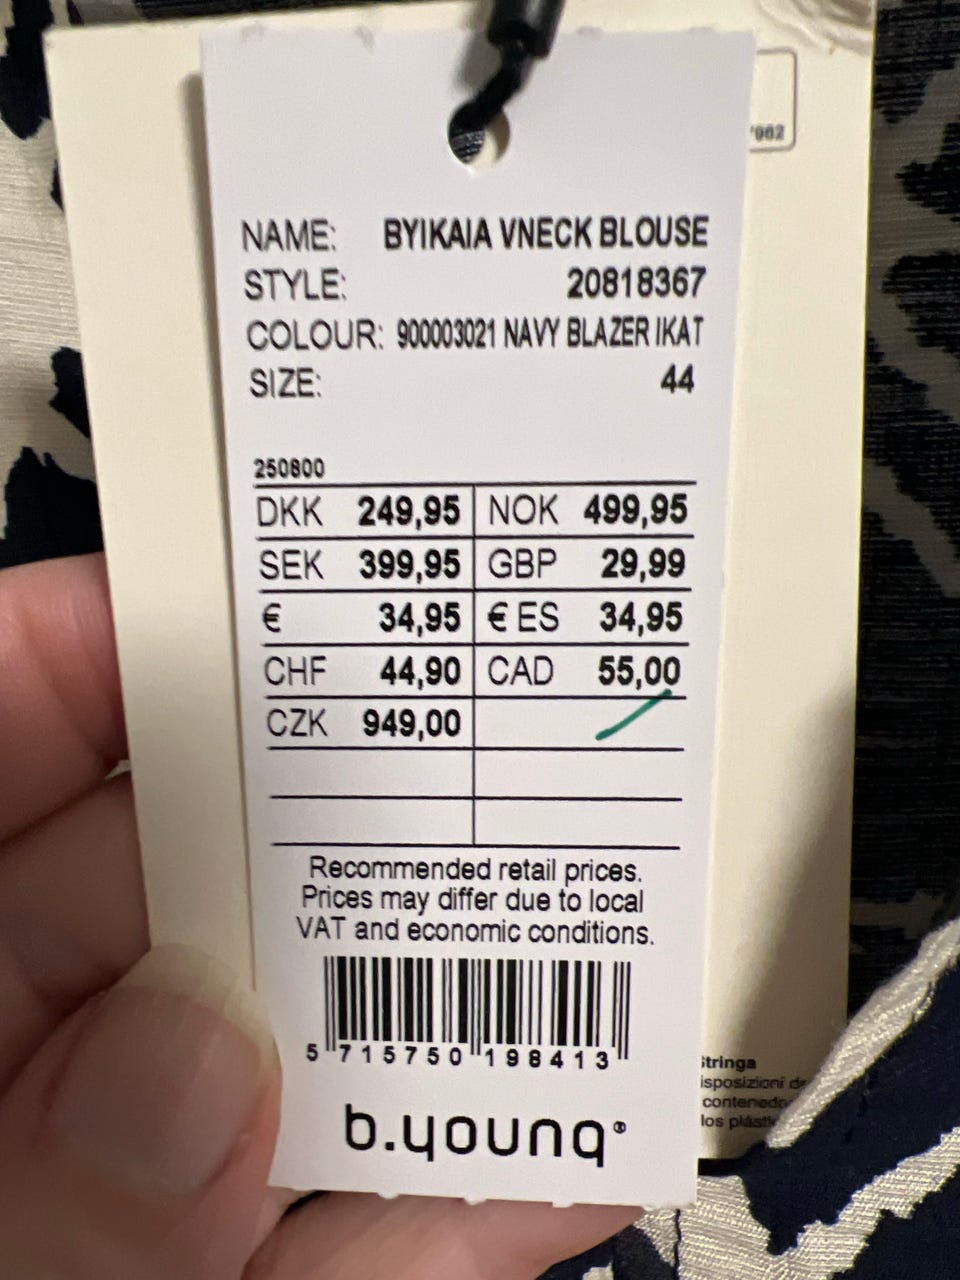 7962
NAME: BYIKAIA VNECK BLOUSE
STYLE: 20818367
COLOUR: 900003021 NAVY BLAZER IKAT
SIZE: 44
250800
DKK 249,95 NOK 499,95
SEK 399,95 GBP 29,99
€ 34,95 € ES 34,95
CHF 44,90 CAD 55,00
CZK 949,00
Recommended retail prices.
Prices may differ due to local
VAT and economic conditions.
5 715750 198413
b.young®
Stringa